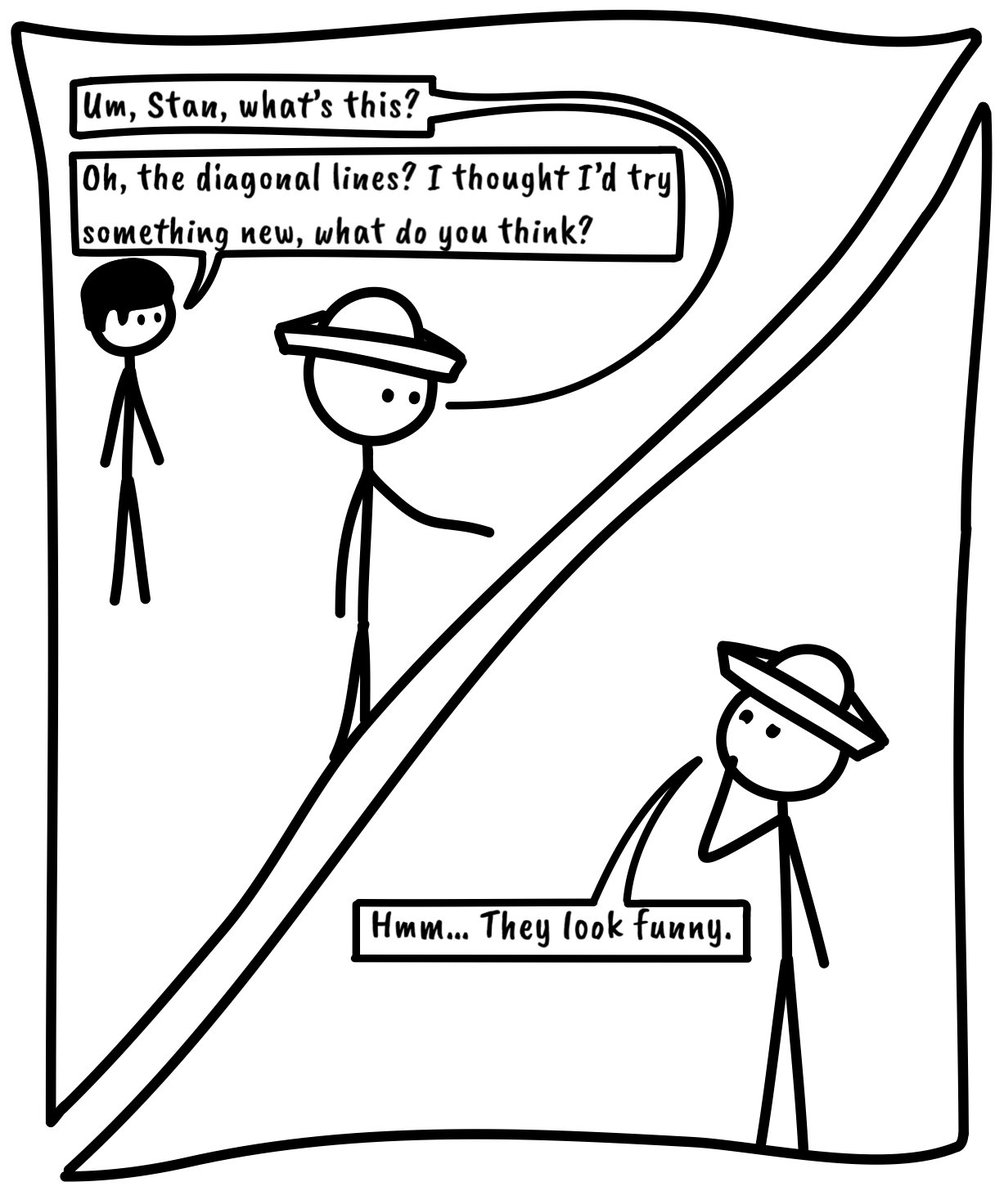 Um, Stan, what's this?
Oh, the diagonal lines? I thought I'd try
something new, what do you think?
Hmm... They look funny.